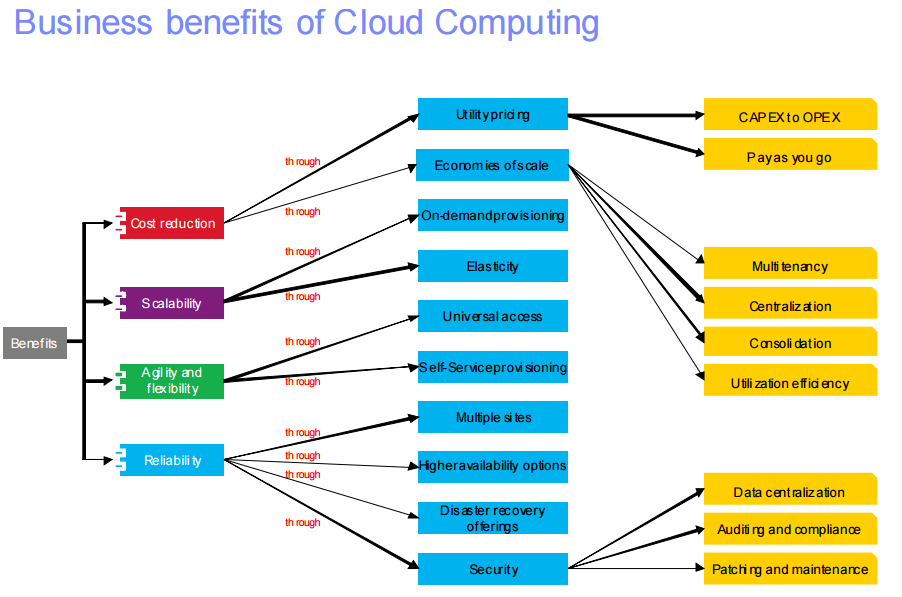 Business benefits of Cloud Computing
Utility pricing
CAPEX to OPEX
Pay as you go
through
Economies of scale
through
Cost reduction
On-demand provisioning
through
Elasticity
Multitenancy
through
Scalability
Centralization
Universal access
Benefits
through
Consolidation
Agility and
flexibility
Self-Service provisioning
through
Utilization efficiency
Multiple sites
through
through
Reliability
Higher availability options
through
Data centralization
Disaster recovery
offerings
through
Auditing and compliance
Security
Patching and maintenance